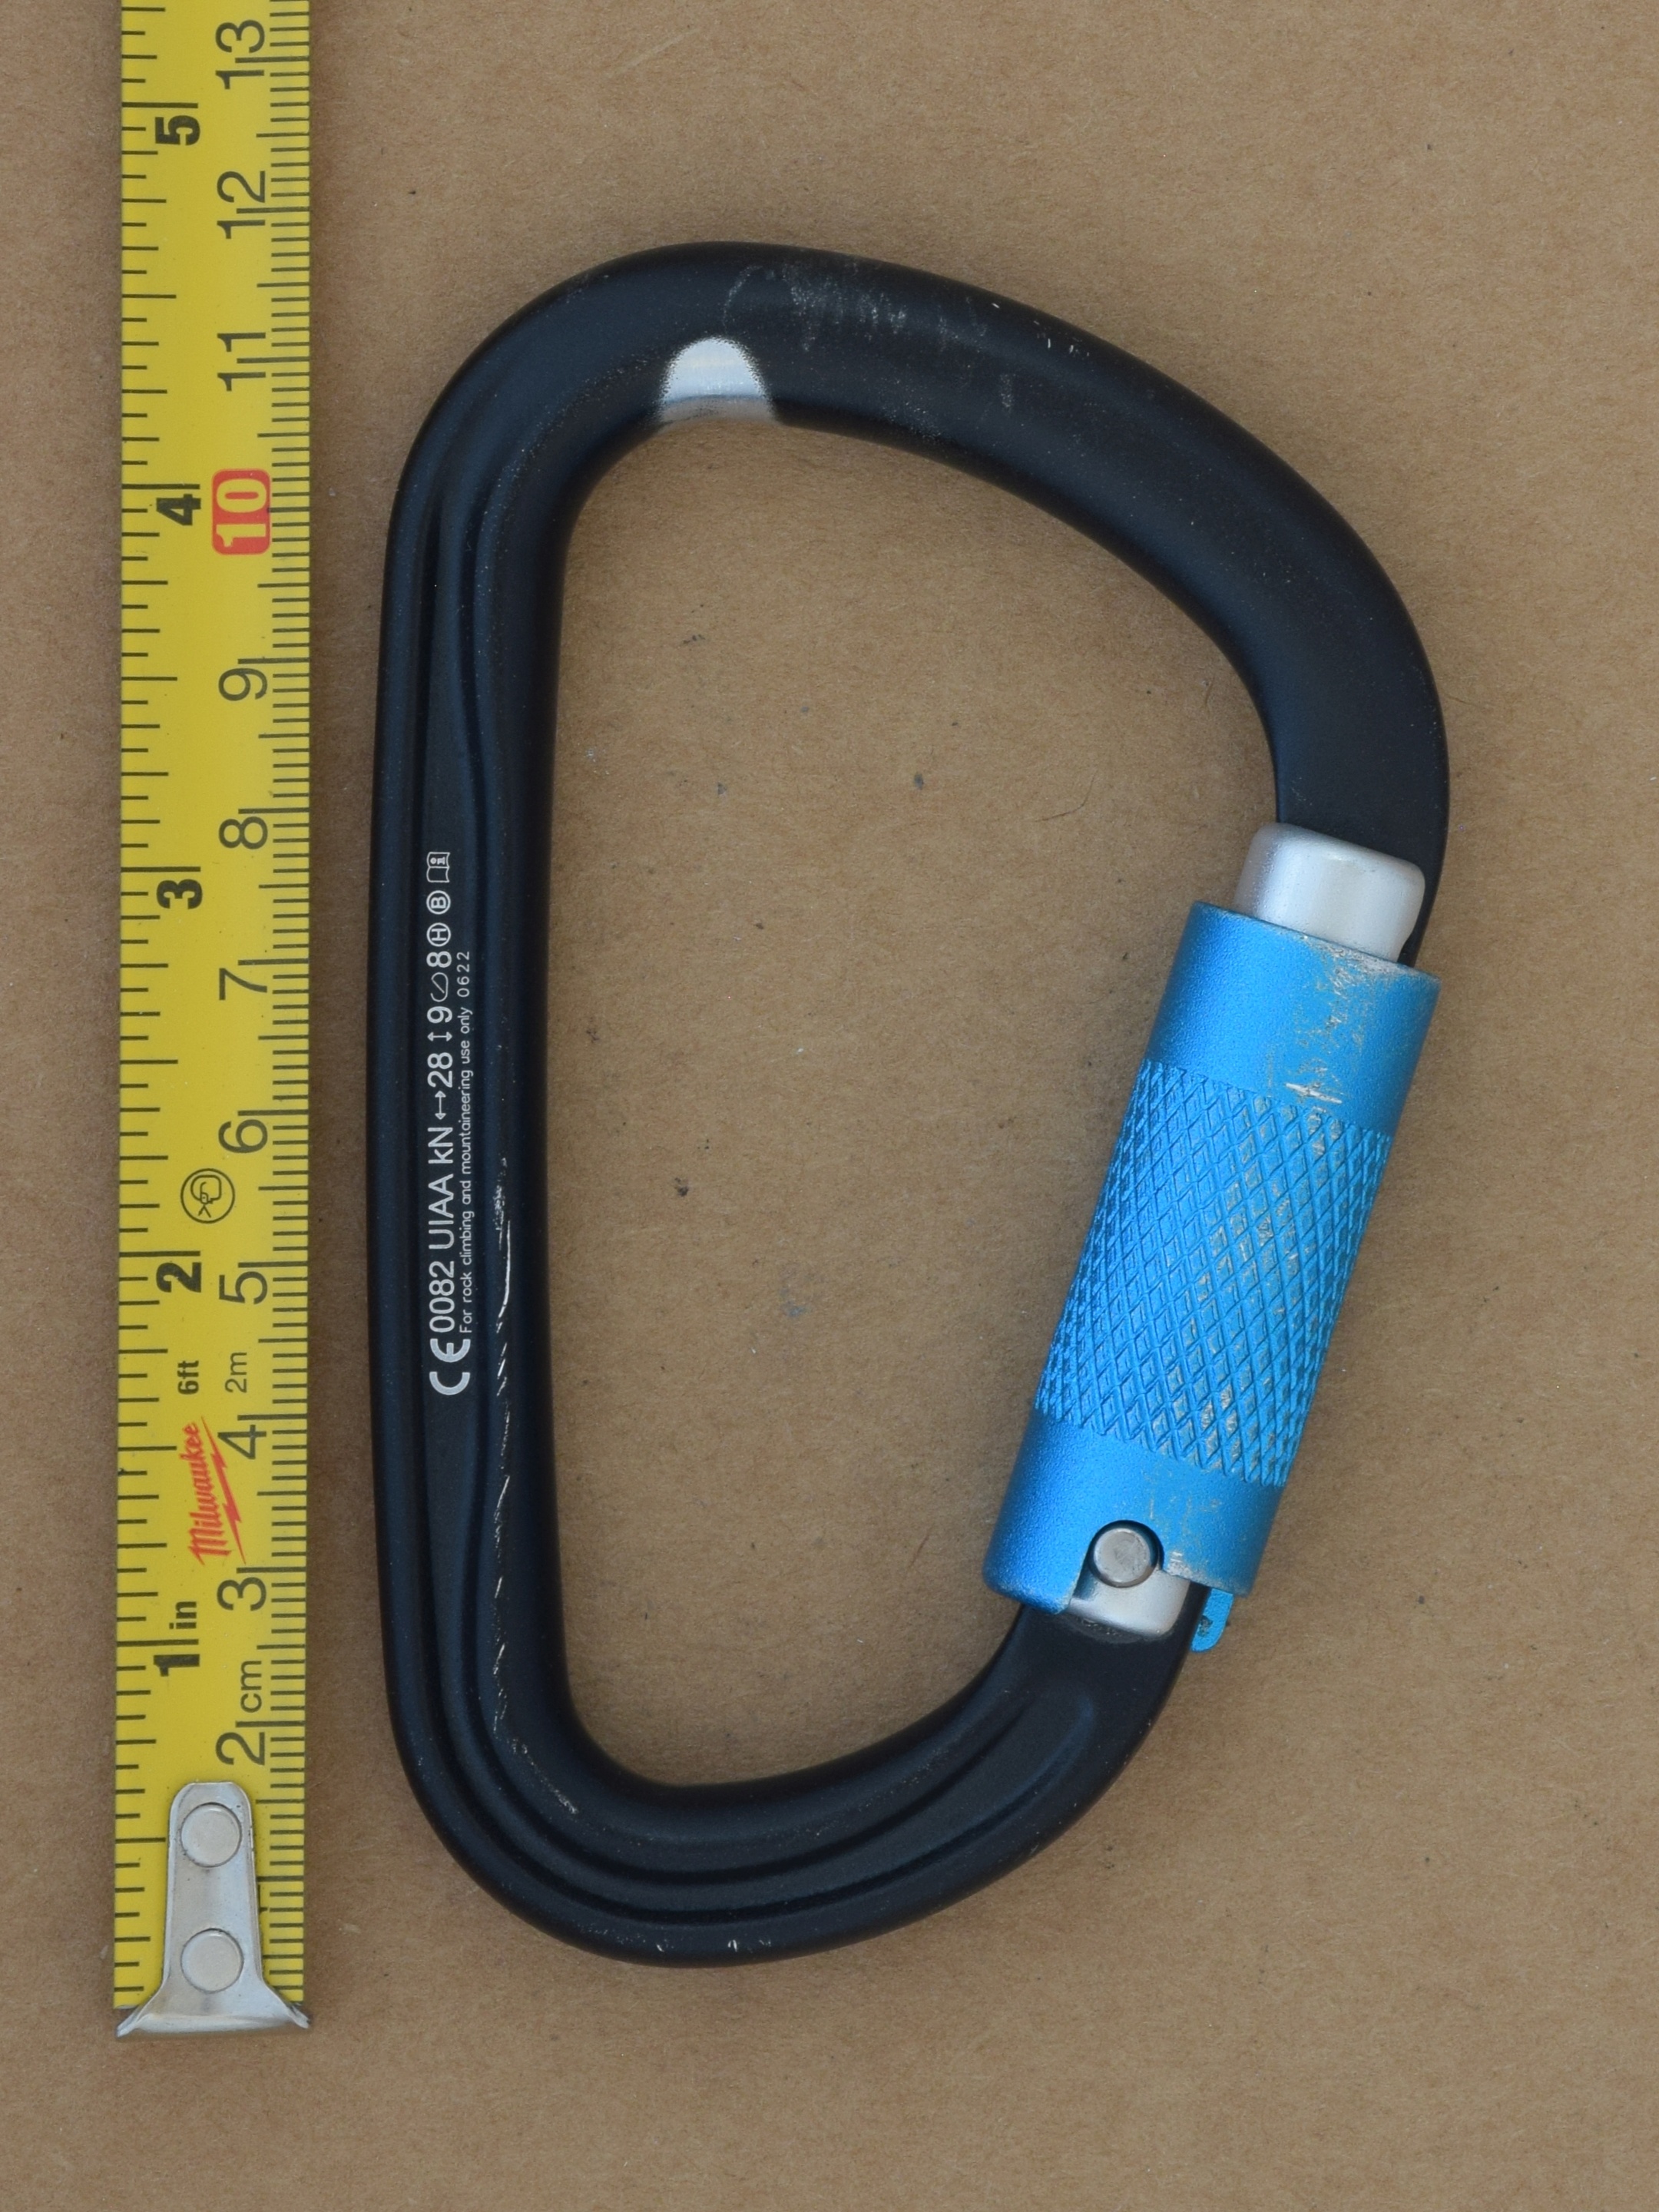 13
5
12
11
4
10
9
8
3
7
6
2
5
6ft
2m
4
Milwaukee
3
1 in
cm
2
CE 0082 UIAA kN ↔28 ↕9 8 Ⓗ Ⓑ
For rock climbing and mountaineering use only 0622